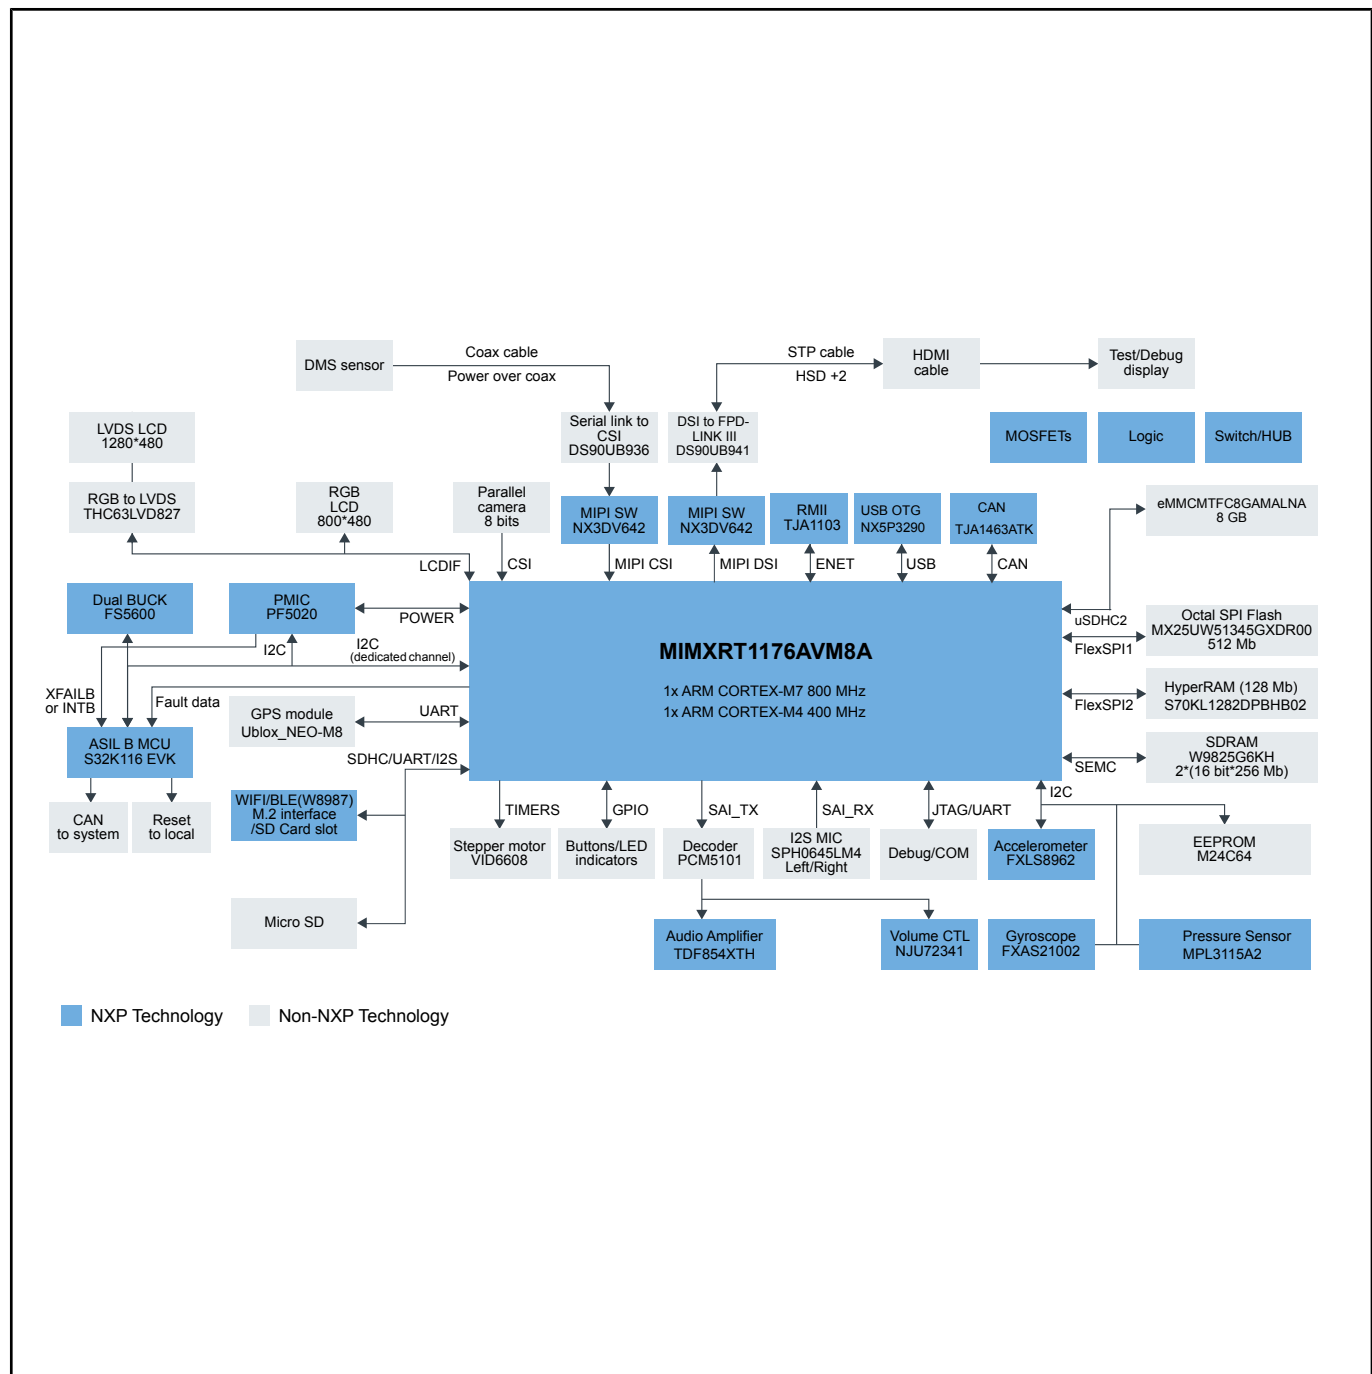 DMS sensor
Coax cable
Power over coax
STP cable
HSD +2
HDMI
cable
Test/Debug
display
LVDS LCD
1280*480
Serial link to
CSI
DS90UB936
DSI to FPD-
LINK III
DS90UB941
MOSFETs
Logic
Switch/HUB
RGB to LVDS
THC63LVD827
RGB
LCD
800*480
Parallel
camera
8 bits
MIPI SW
NX3DV642
MIPI SW
NX3DV642
RMII
TJA1103
USB OTG
NX5P3290
CAN
TJA1463ATK
eMMCMTFC8GAMALNA
8 GB
LCDIF
CSI
MIPI CSI
MIPI DSI
ENET
USB
CAN
Dual BUCK
FS5600
PMIC
PF5020
POWER
I2C
I2C
(dedicated channel)
MIMXRT1176AVM8A
1x ARM CORTEX-M7 800 MHz
1x ARM CORTEX-M4 400 MHz
uSDHC2
FlexSPI1
Octal SPI Flash
MX25UW51345GXDR00
512 Mb
XFAILB
or INTB
Fault data
GPS module
Ublox_NEO-M8
UART
FlexSPI2
HyperRAM (128 Mb)
S70KL1282DPBHB02
ASIL B MCU
S32K116 EVK
SDHC/UART/I2S
SEMC
SDRAM
W9825G6KH
2*(16 bit*256 Mb)
CAN
to system
Reset
to local
WIFI/BLE(W8987)
M.2 interface
/SD Card slot
TIMERS
GPIO
SAI_TX
SAI_RX
JTAG/UART
I2C
Stepper motor
VID6608
Buttons/LED
indicators
Decoder
PCM5101
I2S MIC
SPH0645LM4
Left/Right
Debug/COM
Accelerometer
FXLS8962
EEPROM
M24C64
Micro SD
Audio Amplifier
TDF854XTH
Volume CTL
NJU72341
Gyroscope
FXAS21002
Pressure Sensor
MPL3115A2
NXP Technology
Non-NXP Technology